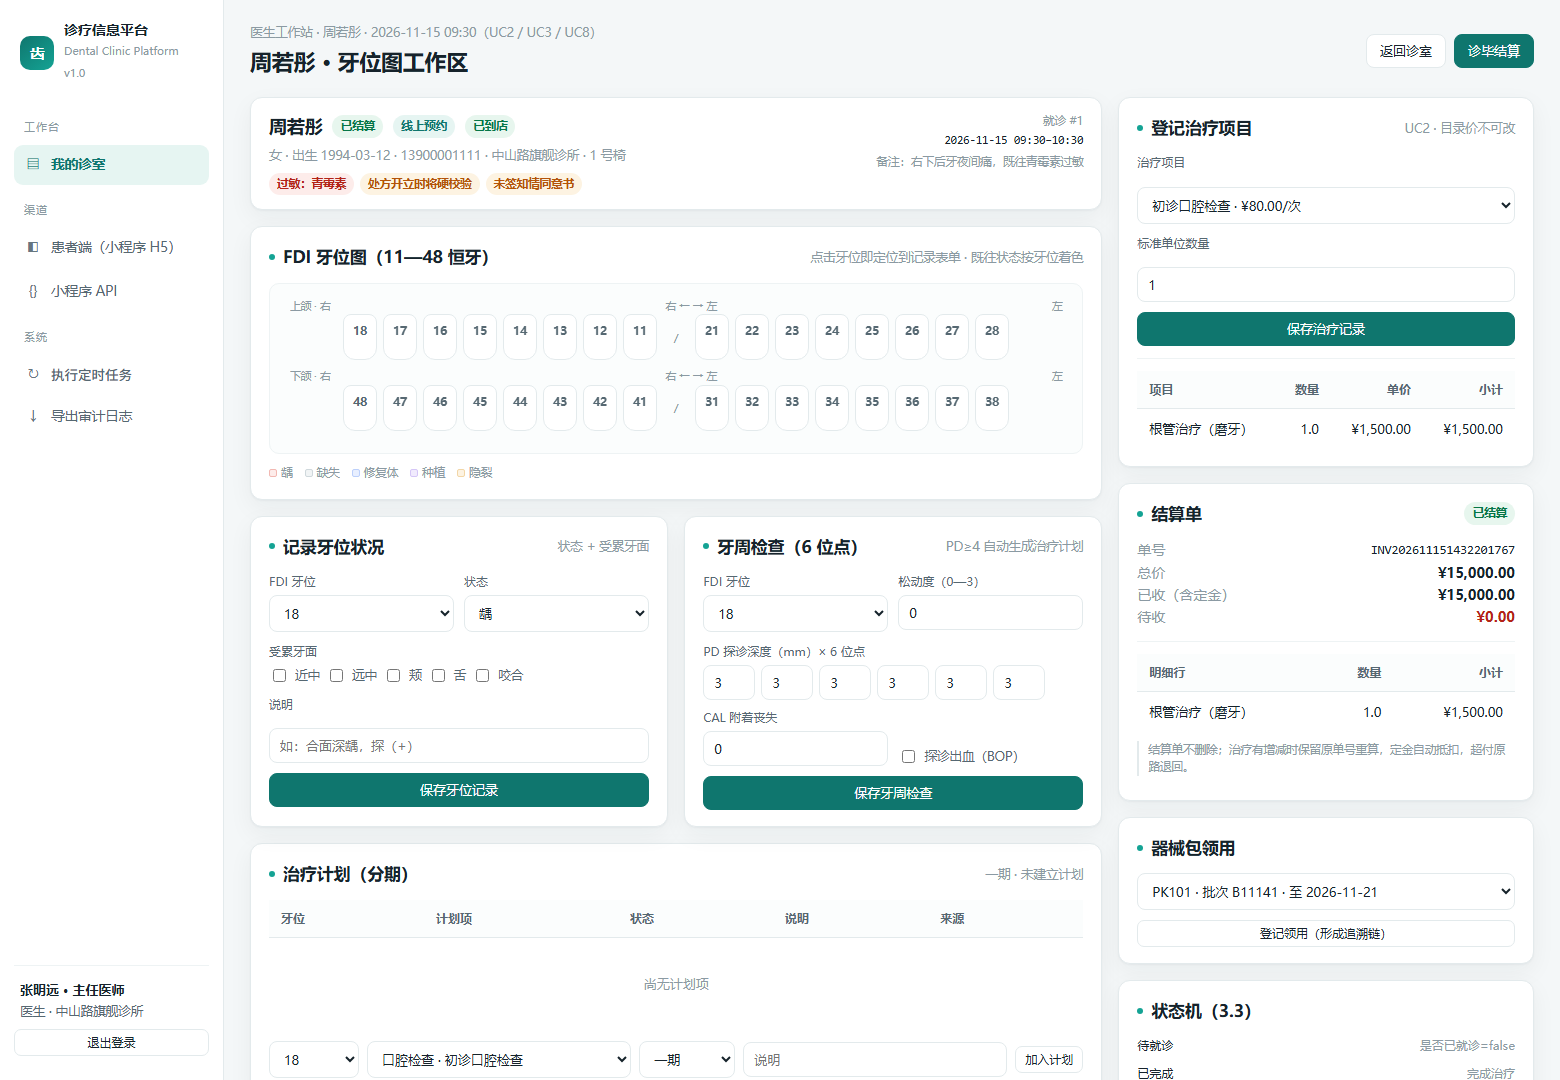 齿
诊疗信息平台
Dental Clinic Platform
v1.0
工作台
我的诊室
渠道
患者端（小程序 H5）
{} 小程序 API
系统
执行定时任务
导出审计日志
张明远 • 主任医师
医生 · 中山路旗舰诊所
退出登录
医生工作站 · 周若彤 · 2026-11-15 09:30（UC2 / UC3 / UC8）
周若彤 • 牙位图工作区
返回诊室
诊毕结算
周若彤 已结算 线上预约 已到店
女 · 出生 1994-03-12 · 13900001111 · 中山路旗舰诊所 · 1 号椅
过敏：青霉素 处方开立时将硬校验 未签知情同意书
就诊 #1
2026-11-15 09:30–10:30
备注：右下后牙夜间痛，既往青霉素过敏
FDI 牙位图（11—48 恒牙）
点击牙位即定位到记录表单 · 既往状态按牙位着色
上颌 · 右 右 ←→ 左 左
18 17 16 15 14 13 12 11 / 21 22 23 24 25 26 27 28
下颌 · 右 右 ←→ 左 左
48 47 46 45 44 43 42 41 / 31 32 33 34 35 36 37 38
龋 缺失 修复体 种植 隐裂
记录牙位状况
状态 + 受累牙面
FDI 牙位 状态
18 龋
受累牙面
近中 远中 颊 舌 咬合
说明
如：合面深龋，探（+）
保存牙位记录
牙周检查（6 位点）
PD≥4 自动生成治疗计划
FDI 牙位 松动度（0—3）
18 0
PD 探诊深度（mm）× 6 位点
3 3 3 3 3 3
CAL 附着丧失
0 探诊出血（BOP）
保存牙周检查
治疗计划（分期）
一期 · 未建立计划
牙位 计划项 状态 说明 来源
尚无计划项
18 口腔检查 · 初诊口腔检查 一期 说明 加入计划
登记治疗项目
UC2 · 目录价不可改
治疗项目
初诊口腔检查 · ¥80.00/次
标准单位数量
1
保存治疗记录
项目 数量 单价 小计
根管治疗（磨牙） 1.0 ¥1,500.00 ¥1,500.00
结算单 已结算
单号 INV202611151432201767
总价 ¥15,000.00
已收（含定金） ¥15,000.00
待收 ¥0.00
明细行 数量 小计
根管治疗（磨牙） 1.0 ¥1,500.00
结算单不删除；治疗有增减时保留原单号重算，定金自动抵扣，超付原
路退回。
器械包领用
PK101 · 批次 B11141 · 至 2026-11-21
登记领用（形成追溯链）
状态机（3.3）
待就诊 是否已就诊=false
已完成 完成治疗